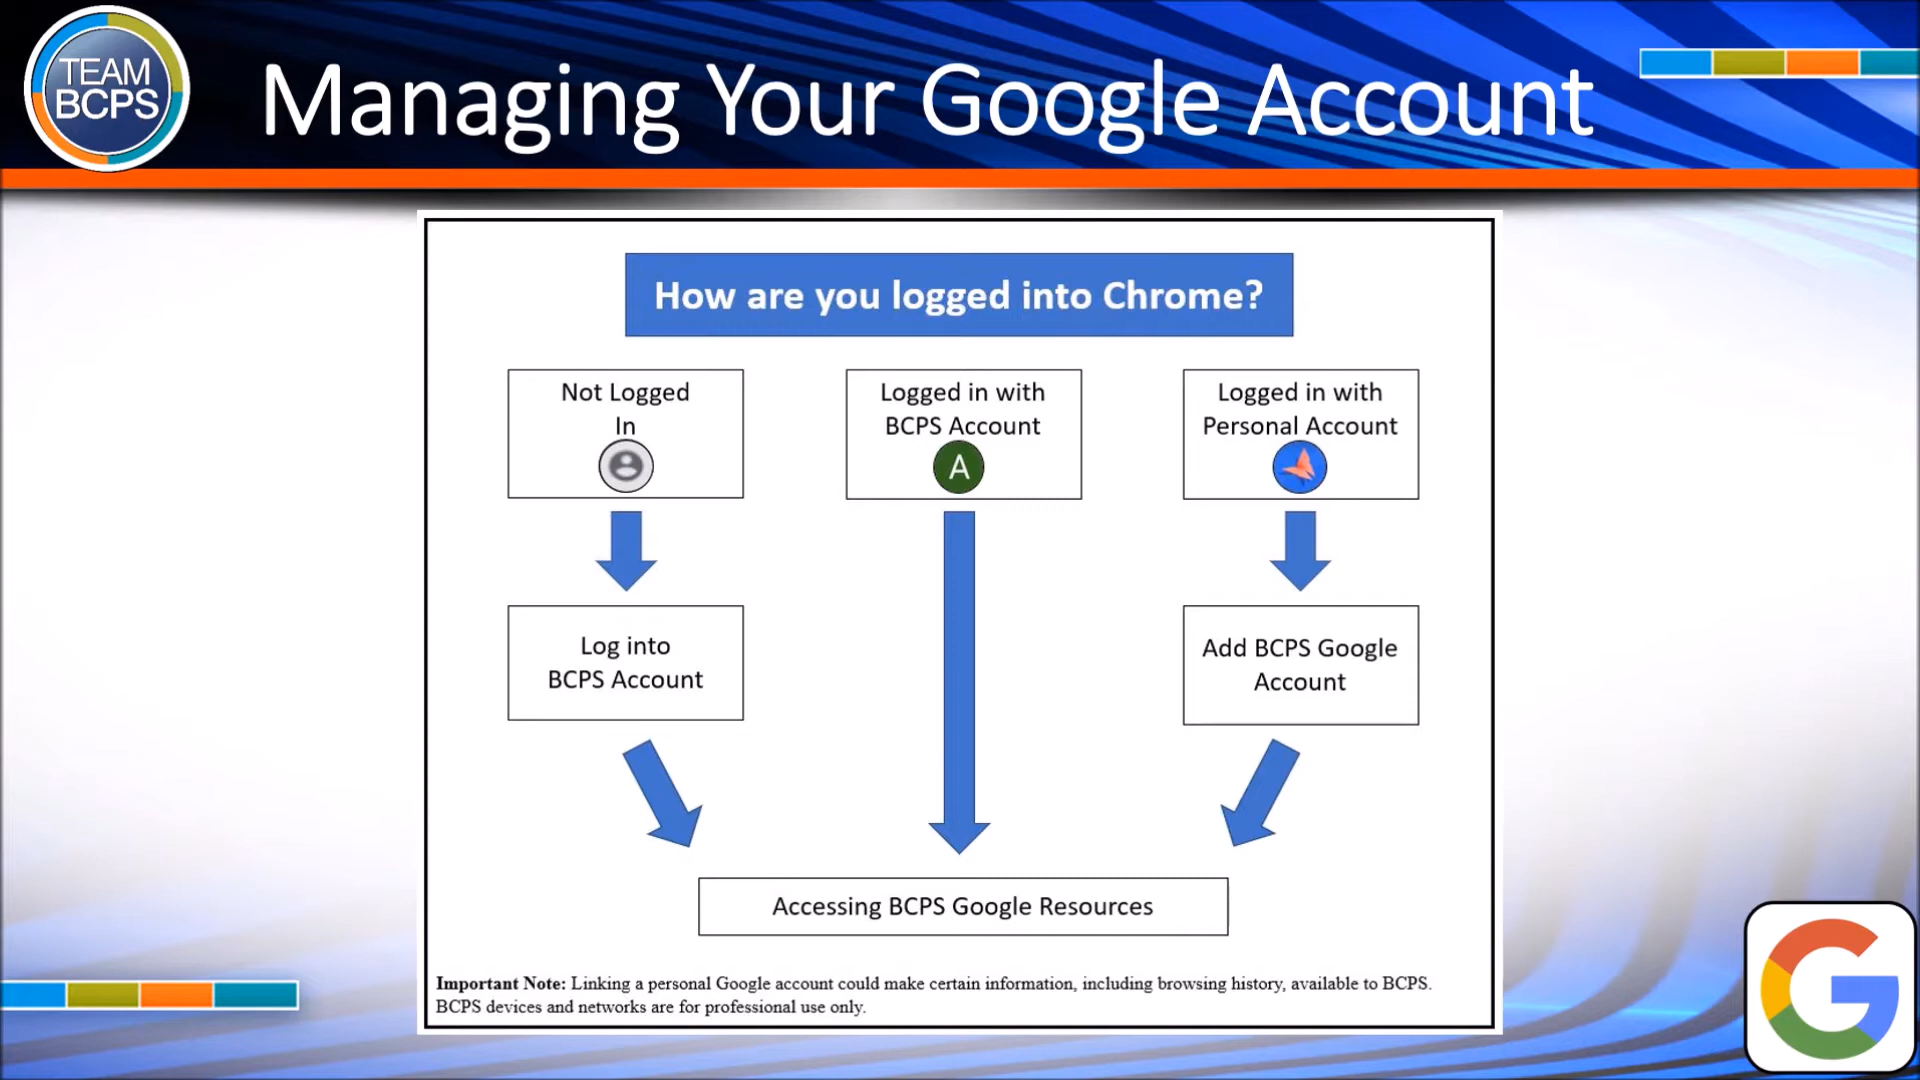 TEAM
BCPS
Managing Your Google Account
How are you logged into Chrome?
Not Logged
In
Logged in with
BCPS Account
A
Logged in with
Personal Account
Log into
BCPS Account
Add BCPS Google
Account
Accessing BCPS Google Resources
Important Note: Linking a personal Google account could make certain information, including browsing history, available to BCPS.
BCPS devices and networks are for professional use only.
G